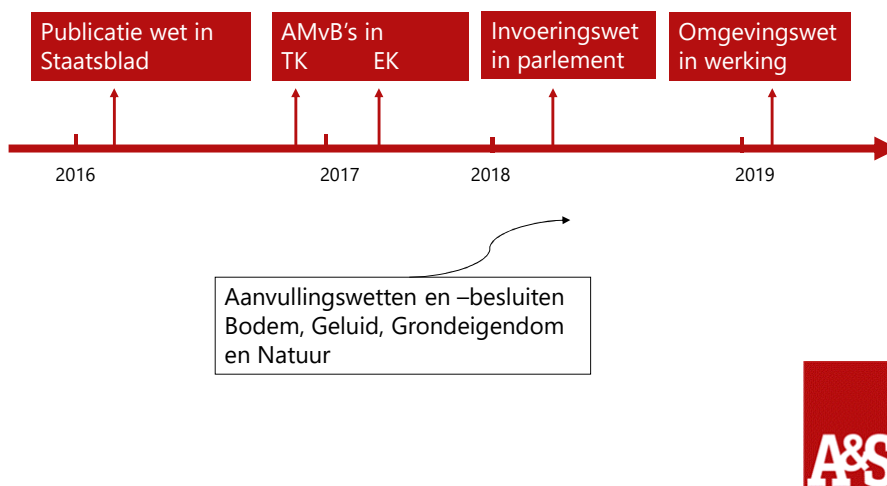 Publicatie wet in
Staatsblad
AMvB's in
TK EK
Invoeringswet
in parlement
Omgevingswet
in werking
2016
2017
2018
2019
Aanvullingswetten en –besluiten
Bodem, Geluid, Grondeigendom
en Natuur
A&S